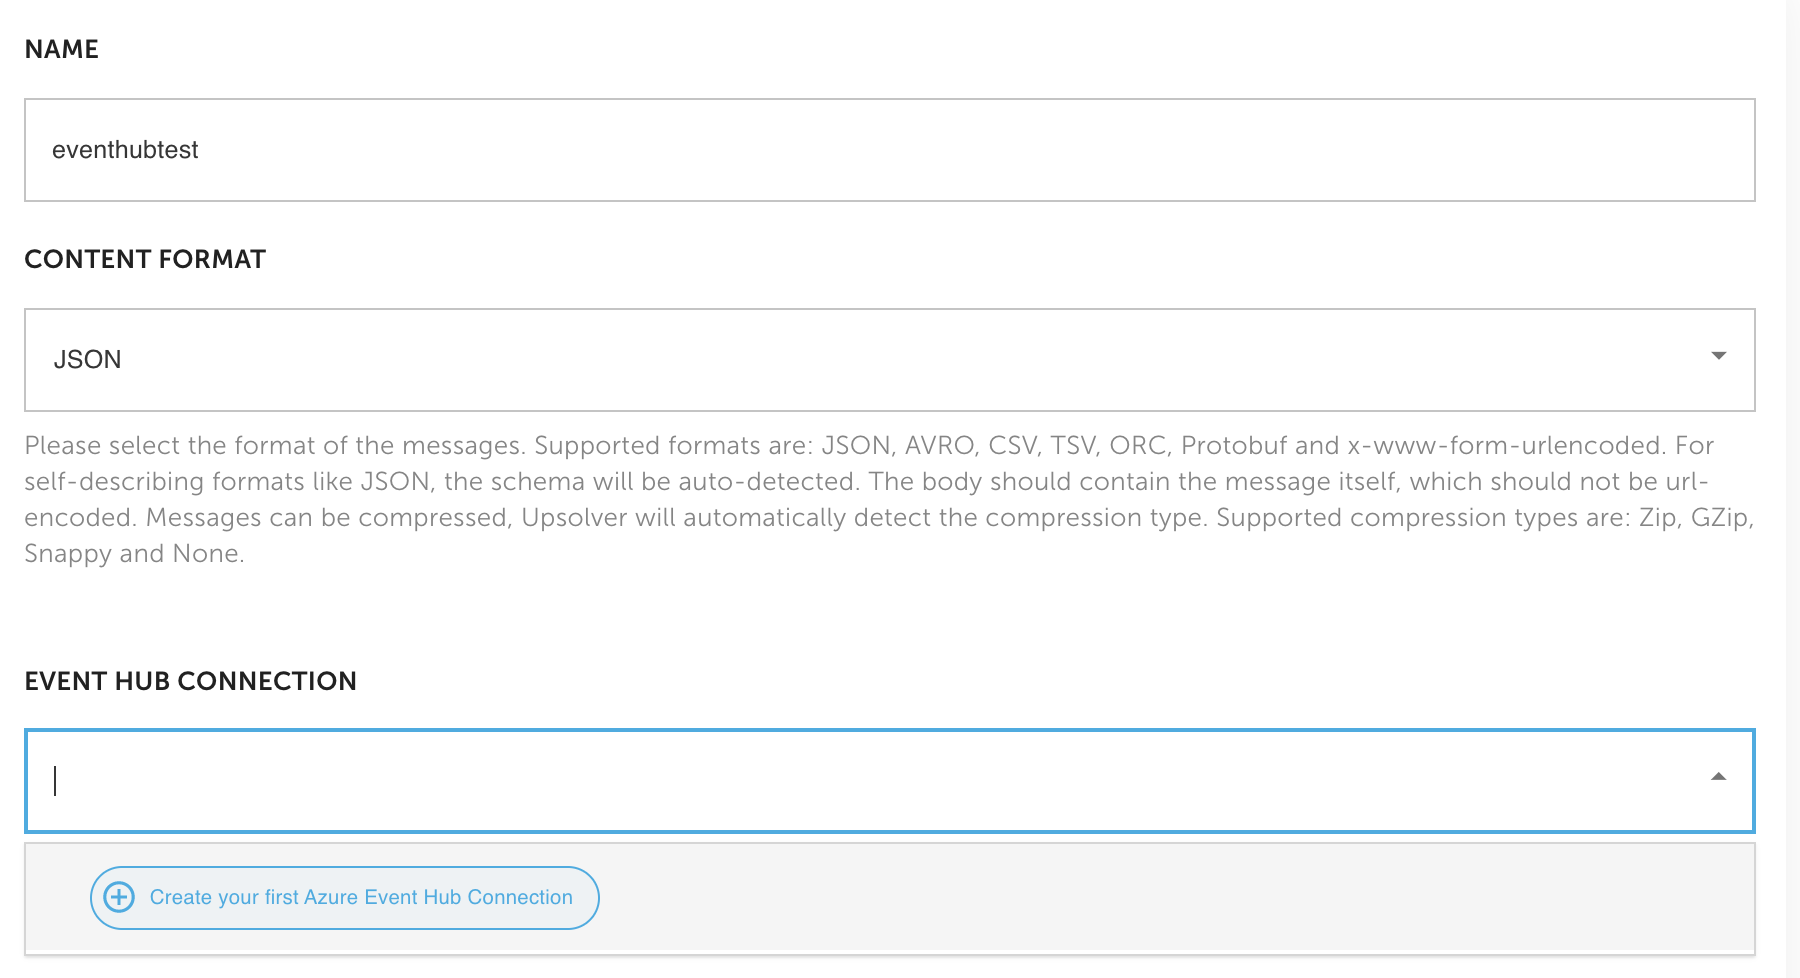 NAME
eventhubtest
CONTENT FORMAT
JSON
Please select the format of the messages. Supported formats are: JSON, AVRO, CSV, TSV, ORC, Protobuf and x-www-form-urlencoded. For
self-describing formats like JSON, the schema will be auto-detected. The body should contain the message itself, which should not be url-
encoded. Messages can be compressed, Upsolver will automatically detect the compression type. Supported compression types are: Zip, GZip,
Snappy and None.
EVENT HUB CONNECTION
Create your first Azure Event Hub Connection